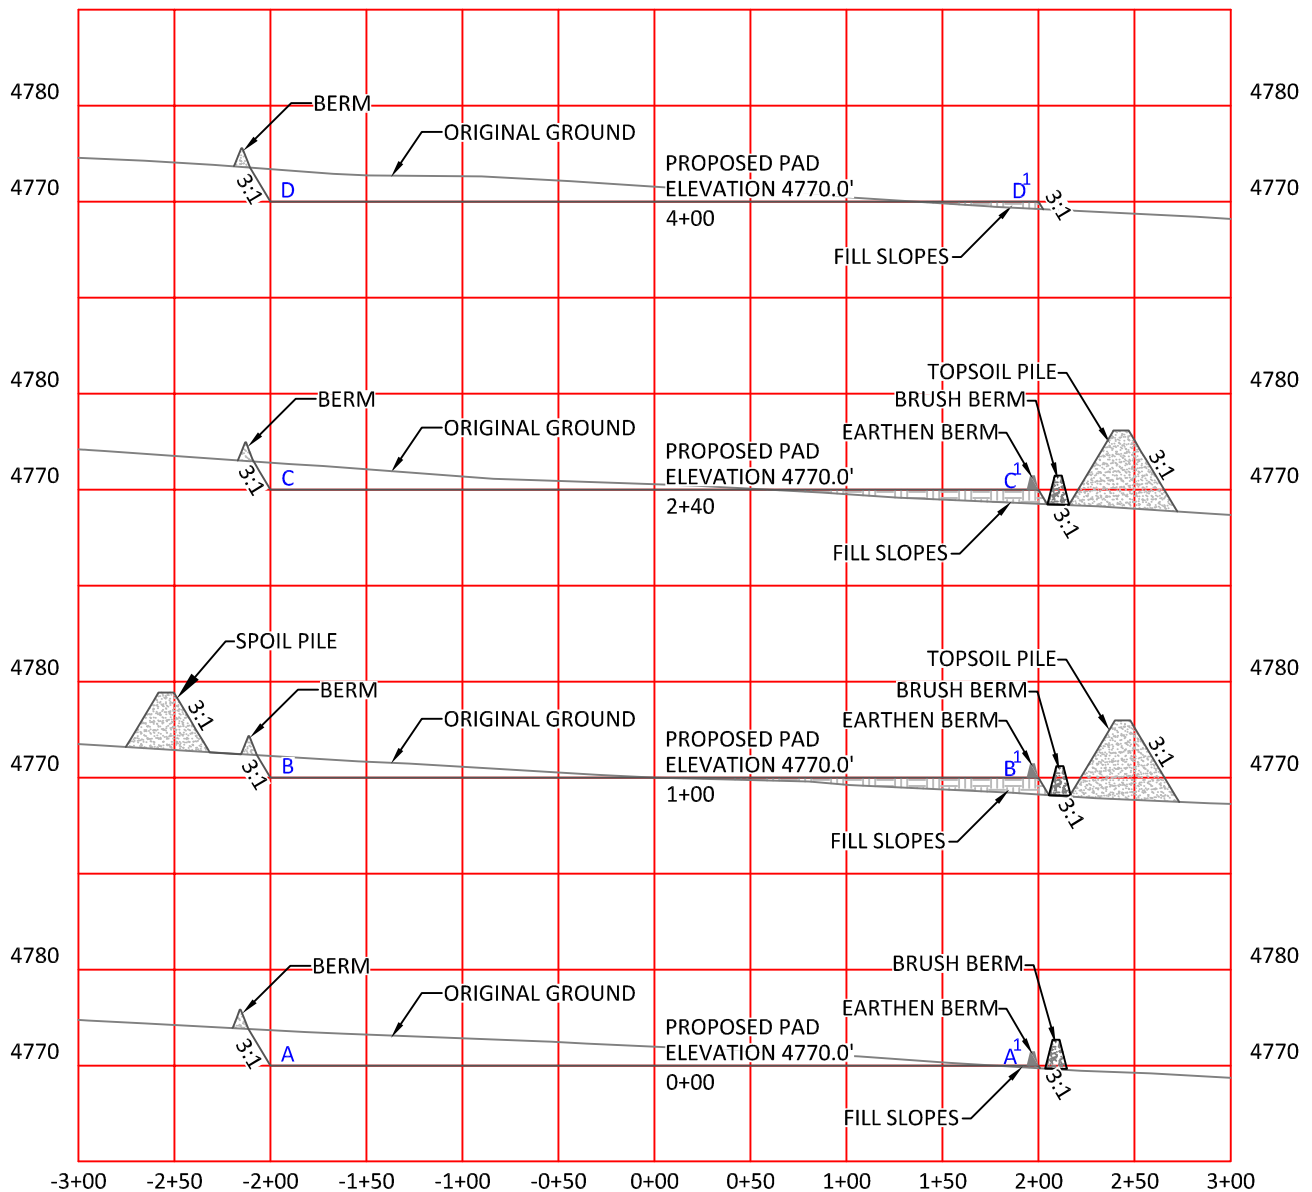 4780
BERM
ORIGINAL GROUND
4780
PROPOSED PAD
ELEVATION 4770.0'
4+00
4770
3:1
D
D1
3:1
4770
FILL SLOPES
TOPSOIL PILE
BRUSH BERM
EARTHEN BERM
4780
BERM
ORIGINAL GROUND
4780
PROPOSED PAD
ELEVATION 4770.0'
2+40
4770
3:1
C
C1
3:1
3:1
4770
FILL SLOPES
SPOIL PILE
TOPSOIL PILE
BRUSH BERM
EARTHEN BERM
4780
BERM
ORIGINAL GROUND
4780
3:1
PROPOSED PAD
ELEVATION 4770.0'
1+00
4770
3:1
B
B1
3:1
3:1
4770
FILL SLOPES
4780
BERM
ORIGINAL GROUND
BRUSH BERM
EARTHEN BERM
4780
PROPOSED PAD
ELEVATION 4770.0'
0+00
4770
3:1
A
A1
3:1
4770
FILL SLOPES
-3+00 -2+50 -2+00 -1+50 -1+00 -0+50 0+00 0+50 1+00 1+50 2+00 2+50 3+00